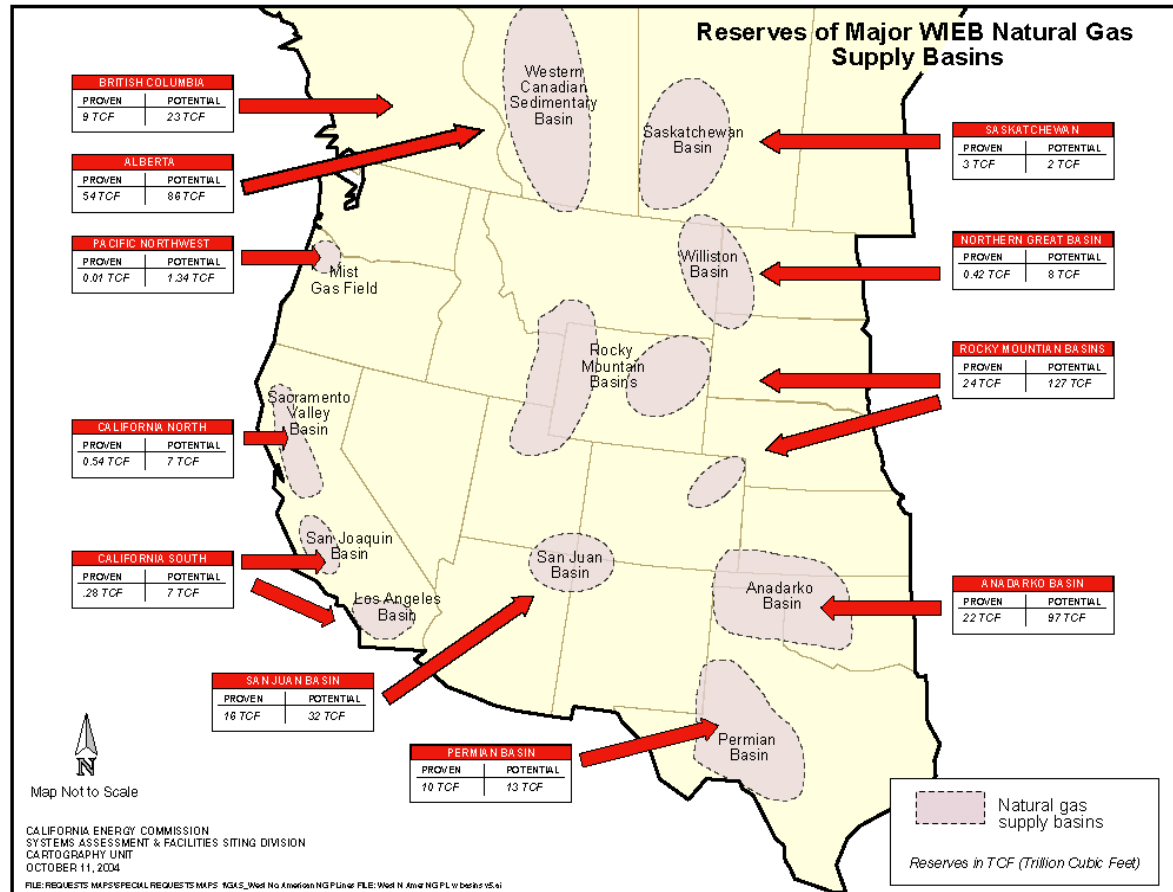 Reserves of Major WIEB Natural Gas
Supply Basins
BRITISH COLUMBIA
PROVEN POTENTIAL
9 TCF 23 TCF
ALBERTA
PROVEN POTENTIAL
54 TCF 86 TCF
PACIFIC NORTHWEST
PROVEN POTENTIAL
0.01 TCF 1.34 TCF
CALIFORNIA NORTH
PROVEN POTENTIAL
0.54 TCF 7 TCF
CALIFORNIA SOUTH
PROVEN POTENTIAL
.28 TCF 7 TCF
SAN JUAN BASIN
PROVEN POTENTIAL
16 TCF 32 TCF
PERMIAN BASIN
PROVEN POTENTIAL
10 TCF 13 TCF
SASKATCHEWAN
PROVEN POTENTIAL
3 TCF 2 TCF
NORTHERN GREAT BASIN
PROVEN POTENTIAL
0.42 TCF 8 TCF
ROCKY MOUNTIAN BASINS
PROVEN POTENTIAL
24 TCF 127 TCF
ANADARKO BASIN
PROVEN POTENTIAL
22 TCF 97 TCF
Western
Canadian
Sedimentary
Basin
Saskatchewan
Basin
Mist
Gas Field
Williston
Basin
Rocky
Mountain
Basins
Sacramento
Valley
Basin
San Joaquin
Basin
Los Angeles
Basin
San Juan
Basin
Anadarko
Basin
Permian
Basin
N
Map Not to Scale
CALIFORNIA ENERGY COMMISSION
SYSTEMS ASSESSMENT & FACILITIES SITING DIVISION
CARTOGRAPHY UNIT
OCTOBER 11, 2004
Natural gas
supply basins
Reserves in TCF (Trillion Cubic Feet)